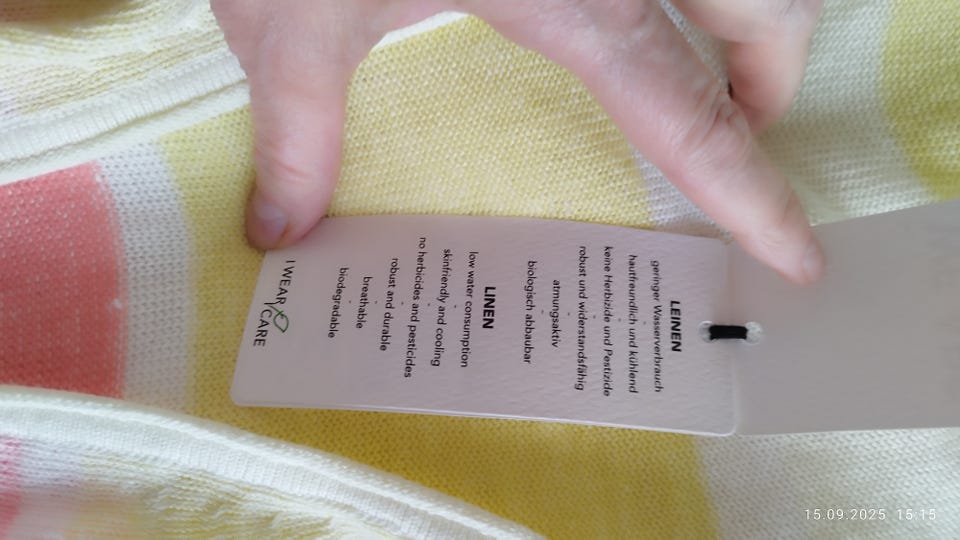 LEINEN
geringer Wasserverbrauch
-
hautfreundlich und kühlend
-
keine Herbizide und Pestizide
-
robust und widerstandsfähig
-
atmungsaktiv
-
biologisch abbaubar
LINEN
low water consumption
-
skinfriendly and cooling
-
no herbicides and pesticides
-
robust and durable
-
breathable
-
biodegradable
I WEAR CARE
15.09.2025 15:15